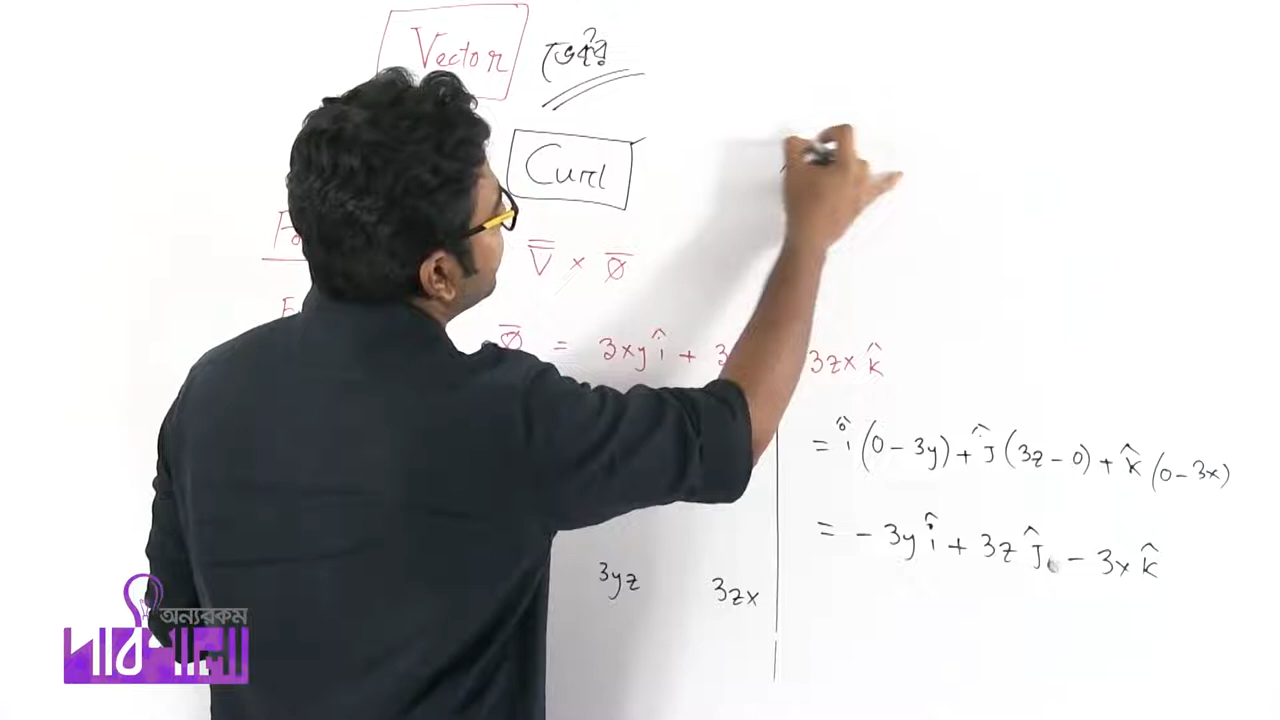 Vector ভেক্টর
Curl
∇̅ × Ø̅
Ø̅ = 3xy î + 3 3zx k̂
= î (0 - 3y) + ĵ (3z - 0) + k̂ (0 - 3x)
= - 3y î + 3z ĵ - 3x k̂
3yz 3zx
অন্যরকম
পাঠশালা